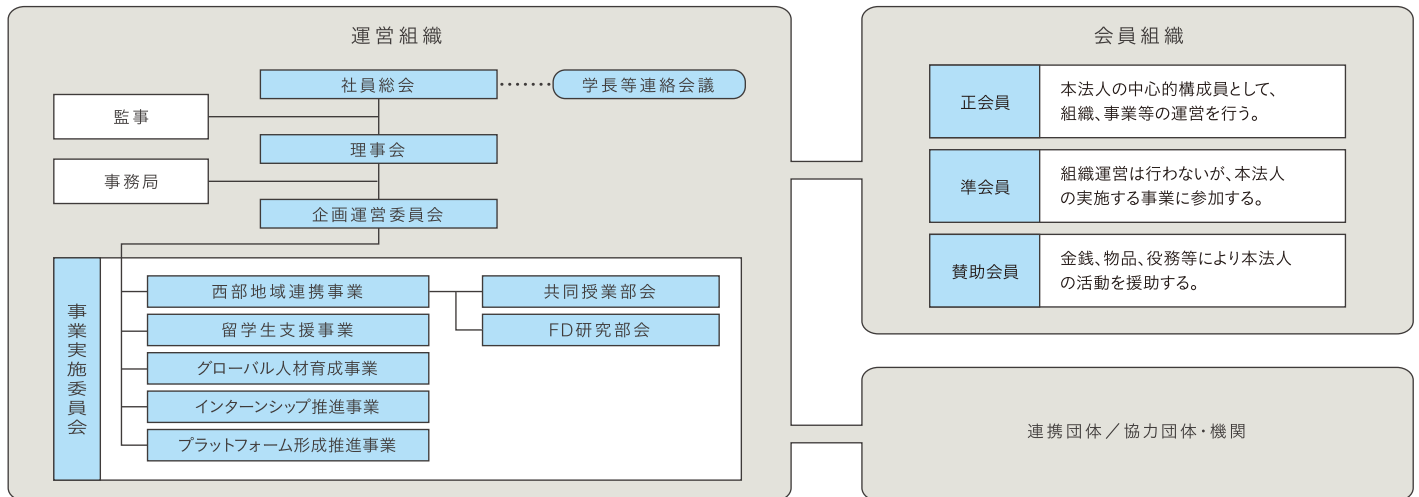 運営組織
社員総会
学長等連絡会議
監事
理事会
事務局
企画運営委員会
事業実施委員会
西部地域連携事業
共同授業部会
留学生支援事業
FD研究部会
グローバル人材育成事業
インターンシップ推進事業
プラットフォーム形成推進事業
会員組織
正会員
本法人の中心的構成員として、
組織、事業等の運営を行う。
準会員
組織運営は行わないが、本法人
の実施する事業に参加する。
賛助会員
金銭、物品、役務等により本法人
の活動を援助する。
連携団体／協力団体・機関